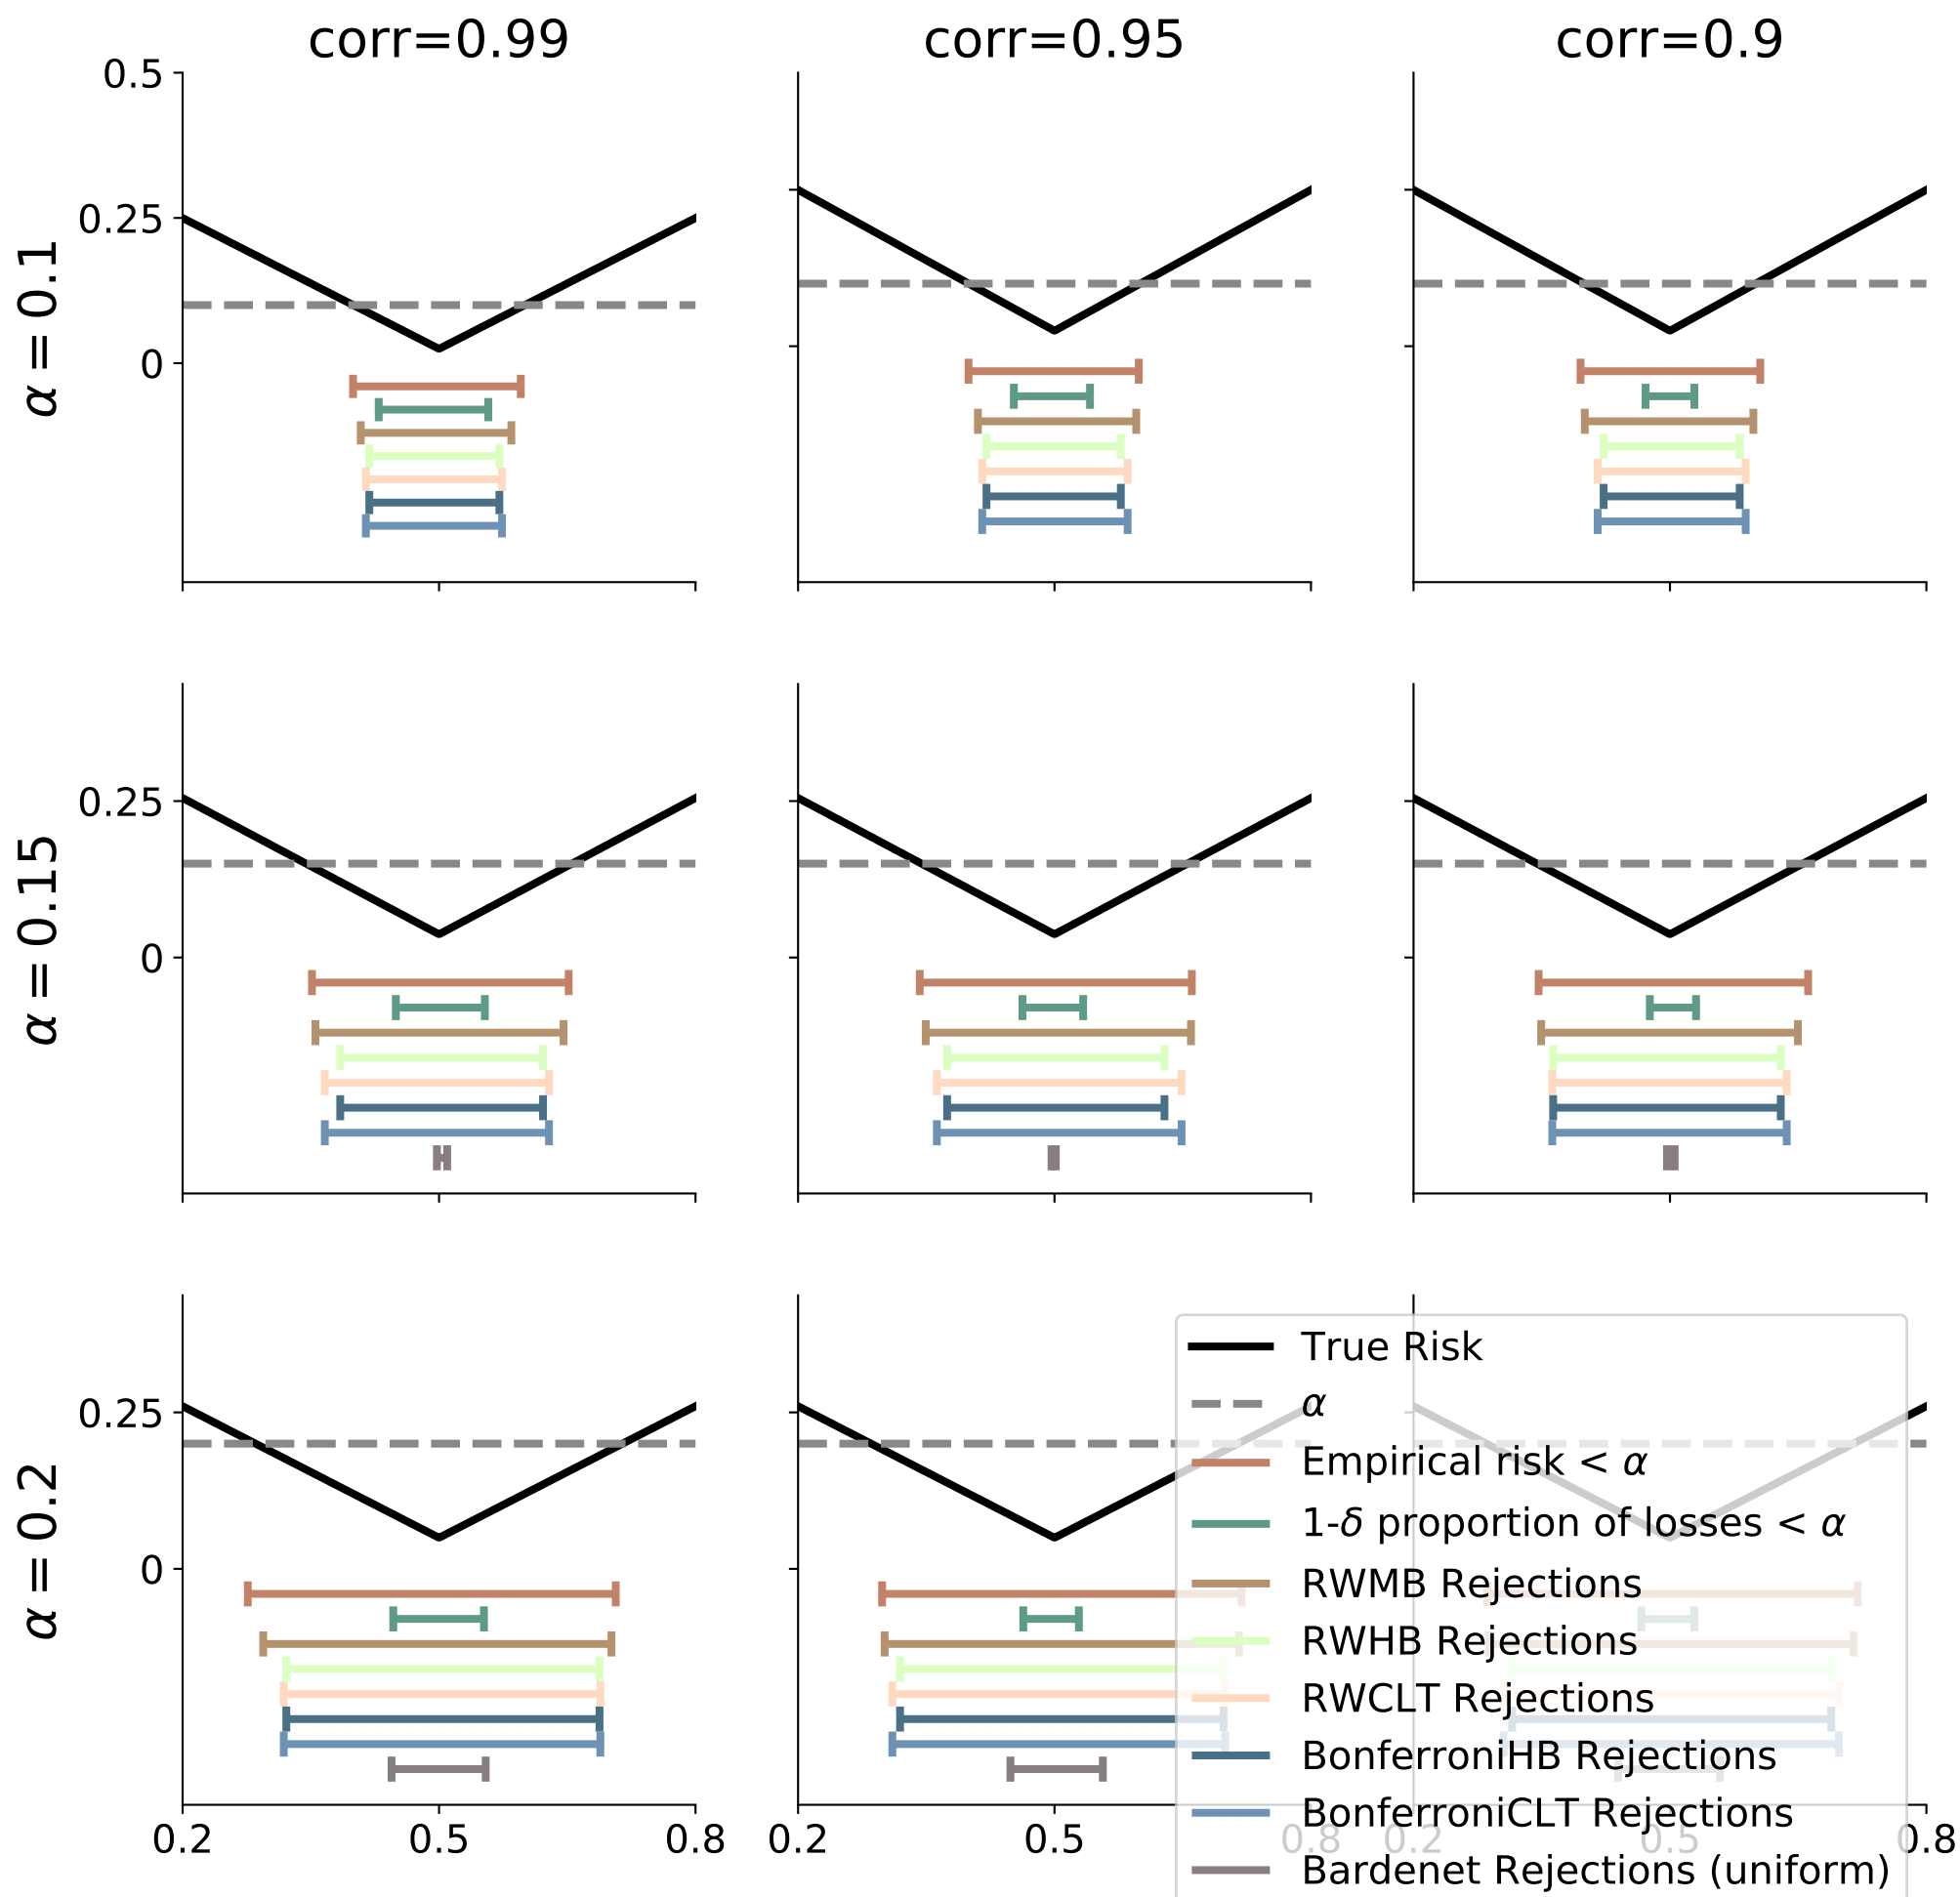 corr=0.99 corr=0.95 corr=0.9
0.5
0.25
0
α = 0.1
0.25
0
α = 0.15
0.25
0
α = 0.2
True Risk
α
Empirical risk < α
1-δ proportion of losses < α
RWMB Rejections
RWHB Rejections
RWCLT Rejections
BonferroniHB Rejections
BonferroniCLT Rejections
Bardenet Rejections (uniform)
0.2 0.5 0.8 0.2 0.5 0.8 0.2 0.5 0.8